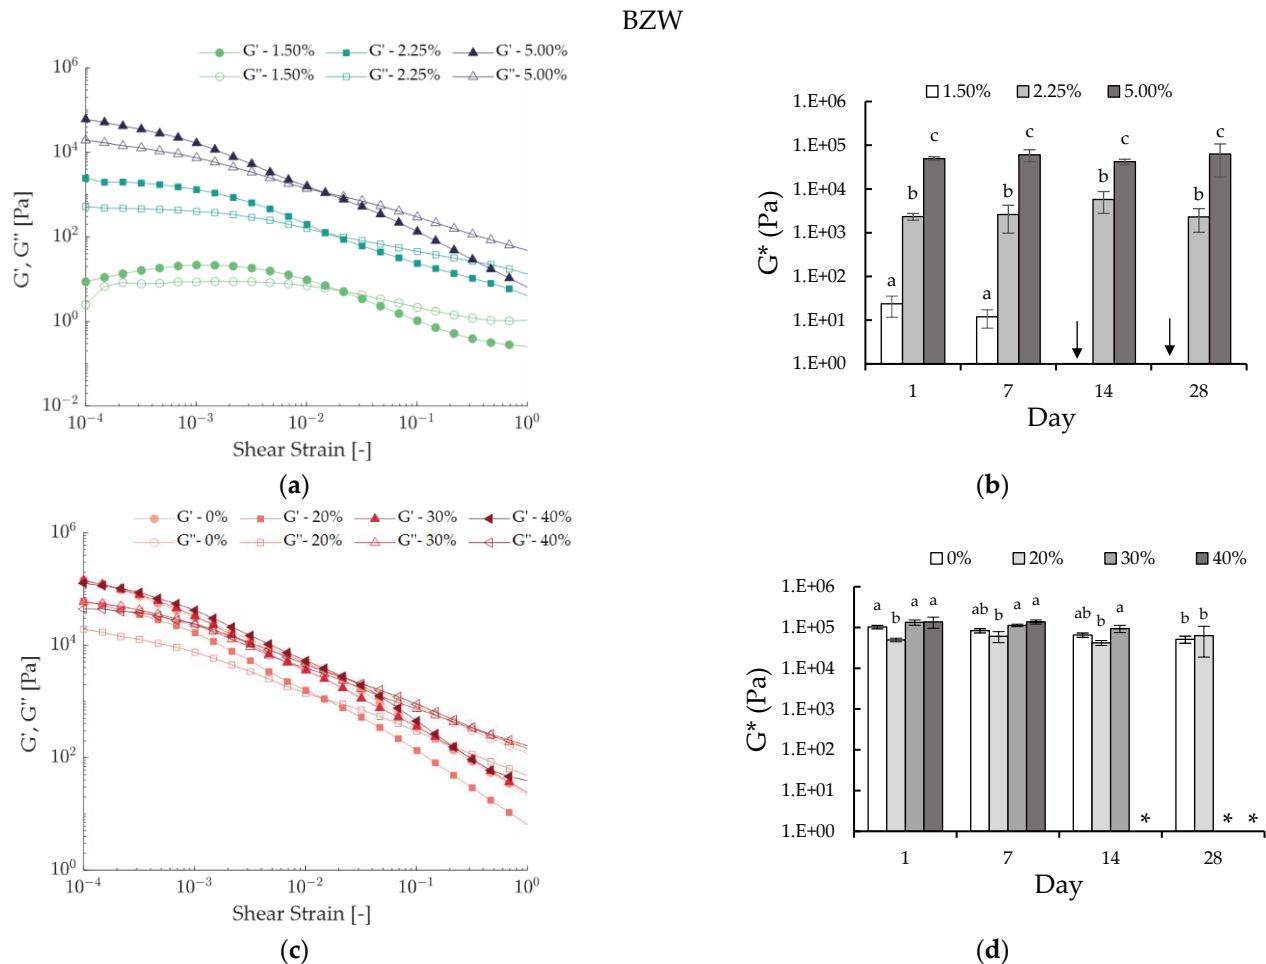 BZW
G' - 1.50% G' - 2.25% G' - 5.00%
G'' - 1.50% G'' - 2.25% G'' - 5.00%
10^6
10^4
10^2
10^0
10^-2
G', G'' [Pa]
10^-4 10^-3 10^-2 10^-1 10^0
Shear Strain [-]
(a)
1.50% 2.25% 5.00%
1.E+06
1.E+05
1.E+04
1.E+03
1.E+02
1.E+01
1.E+00
G* (Pa)
a b c a b c b c b c
1 7 14 28
Day
(b)
G' - 0% G' - 20% G' - 30% G' - 40%
G'' - 0% G'' - 20% G'' - 30% G'' - 40%
10^6
10^4
10^2
10^0
G', G'' [Pa]
10^-4 10^-3 10^-2 10^-1 10^0
Shear Strain [-]
(c)
0% 20% 30% 40%
1.E+06
1.E+05
1.E+04
1.E+03
1.E+02
1.E+01
1.E+00
G* (Pa)
a b a a ab b a a ab b a * b b * *
1 7 14 28
Day
(d)